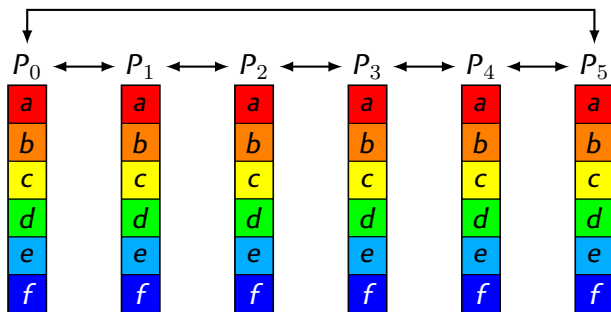 P₀ P₁ P₂ P₃ P₄ P₅
a a a a a a
b b b b b b
c c c c c c
d d d d d d
e e e e e e
f f f f f f